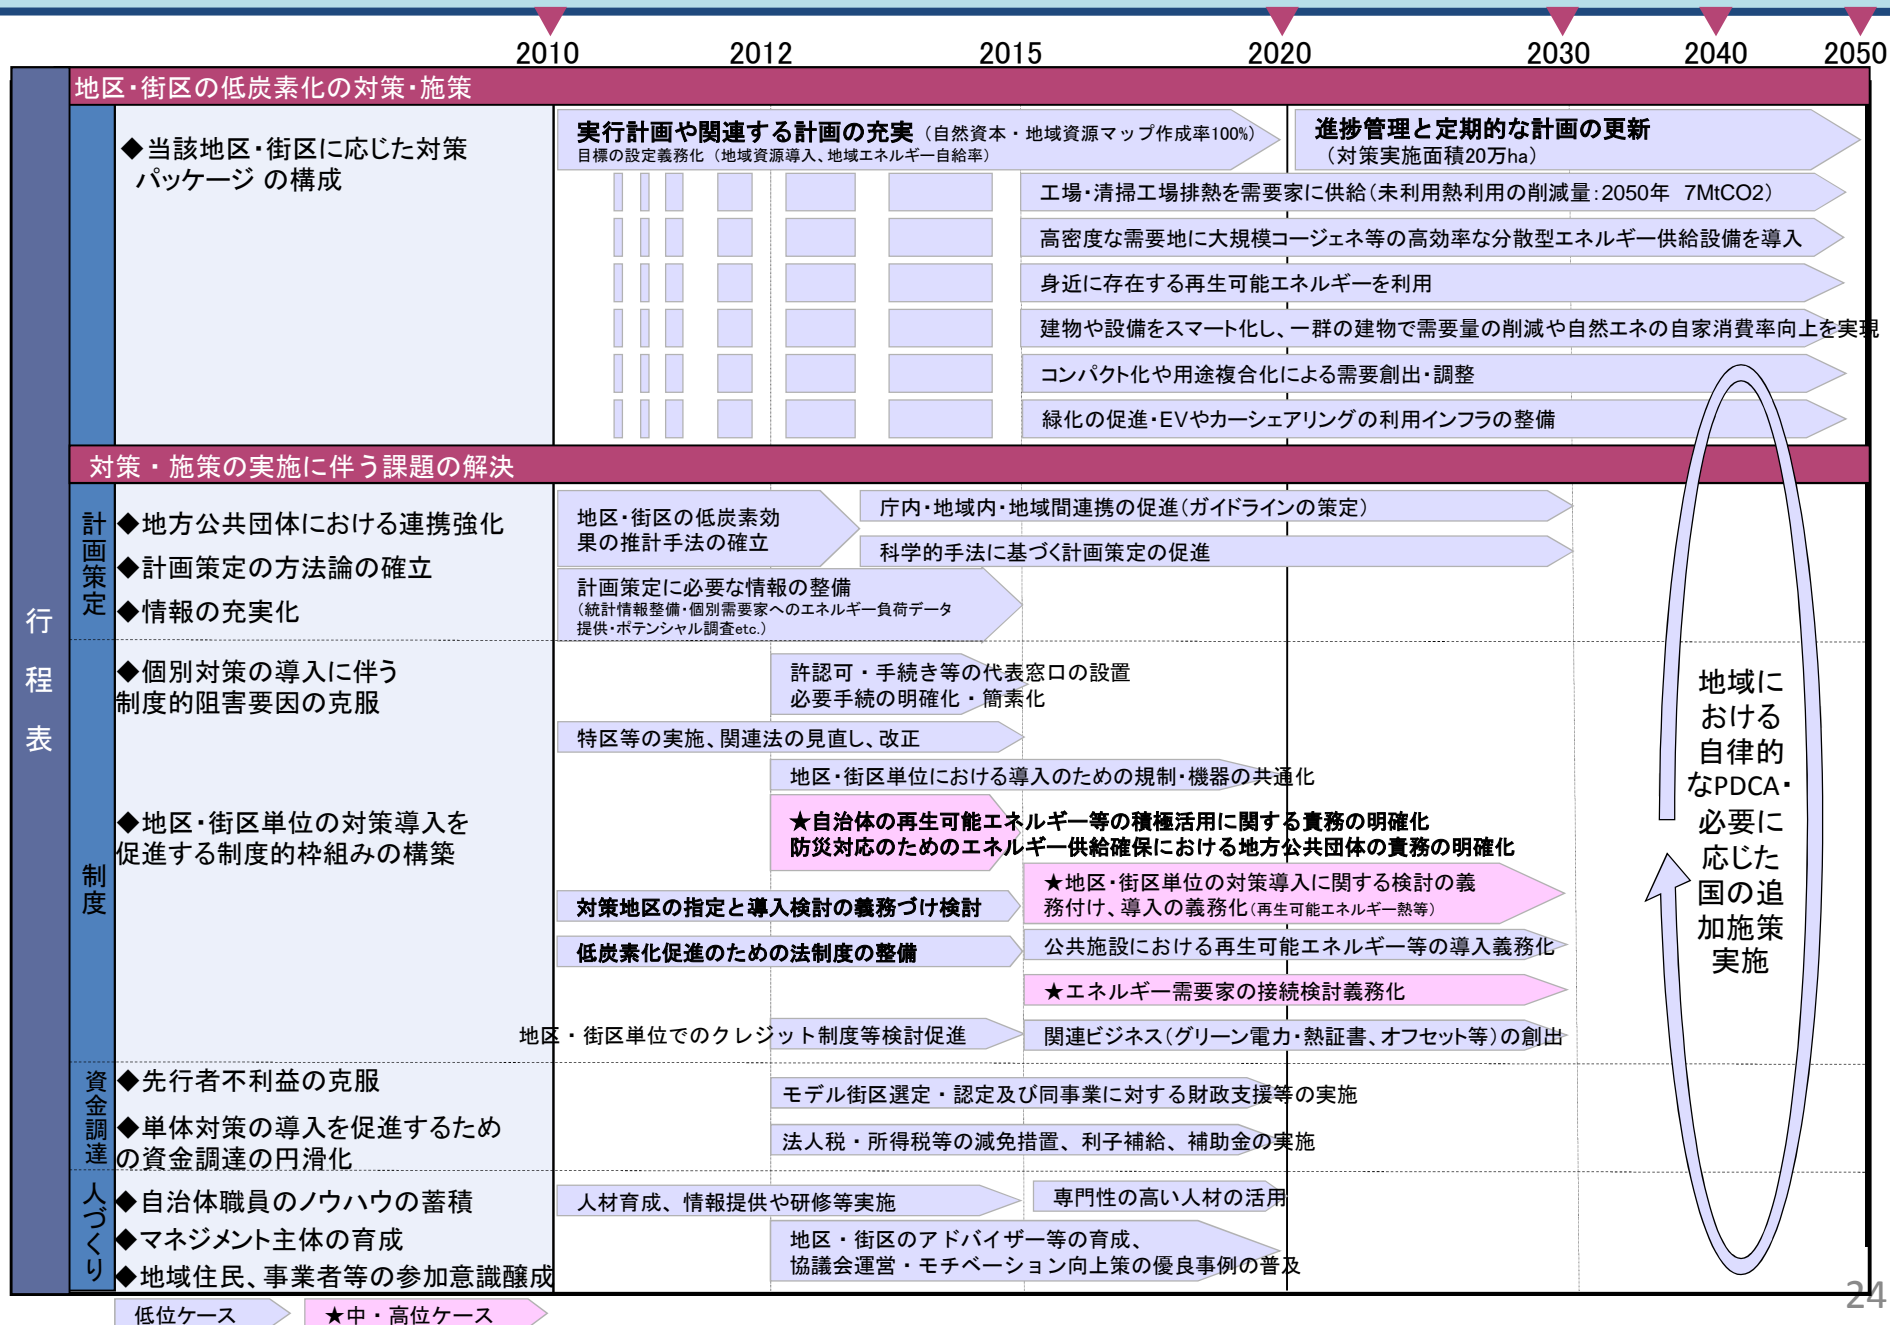 2010 2012 2015 2020 2030 2040 2050
行程表
地区・街区の低炭素化の対策・施策
◆当該地区・街区に応じた対策
パッケージ の構成
実行計画や関連する計画の充実（自然資本・地域資源マップ作成率100%）
目標の設定義務化（地域資源導入、地域エネルギー自給率）
進捗管理と定期的な計画の更新
（対策実施面積20万ha）
工場・清掃工場排熱を需要家に供給（未利用熱利用の削減量：2050年 7MtCO2）
高密度な需要地に大規模コージェネ等の高効率な分散型エネルギー供給設備を導入
身近に存在する再生可能エネルギーを利用
建物や設備をスマート化し、一群の建物で需要量の削減や自然エネの自家消費率向上を実現
コンパクト化や用途複合化による需要創出・調整
緑化の促進・EVやカーシェアリングの利用インフラの整備
対策・施策の実施に伴う課題の解決
計画策定
◆地方公共団体における連携強化
◆計画策定の方法論の確立
◆情報の充実化
地区・街区の低炭素効
果の推計手法の確立
庁内・地域内・地域間連携の促進（ガイドラインの策定）
科学的手法に基づく計画策定の促進
計画策定に必要な情報の整備
（統計情報整備・個別需要家へのエネルギー負荷データ
提供・ポテンシャル調査etc.）
制度
◆個別対策の導入に伴う
制度的阻害要因の克服
◆地区・街区単位の対策導入を
促進する制度的枠組みの構築
許認可・手続き等の代表窓口の設置
必要手続の明確化・簡素化
特区等の実施、関連法の見直し、改正
地区・街区単位における導入のための規制・機器の共通化
★自治体の再生可能エネルギー等の積極活用に関する責務の明確化
防災対応のためのエネルギー供給確保における地方公共団体の責務の明確化
対策地区の指定と導入検討の義務づけ検討
★地区・街区単位の対策導入に関する検討の義
務付け、導入の義務化（再生可能エネルギー熱等）
低炭素化促進のための法制度の整備
公共施設における再生可能エネルギー等の導入義務化
★エネルギー需要家の接続検討義務化
地区・街区単位でのクレジット制度等検討促進
関連ビジネス（グリーン電力・熱証書、オフセット等）の創出
資金調達
◆先行者不利益の克服
◆単体対策の導入を促進するため
の資金調達の円滑化
モデル街区選定・認定及び同事業に対する財政支援等の実施
法人税・所得税等の減免措置、利子補給、補助金の実施
人づくり
◆自治体職員のノウハウの蓄積
◆マネジメント主体の育成
◆地域住民、事業者等の参加意識醸成
人材育成、情報提供や研修等実施
専門性の高い人材の活用
地区・街区のアドバイザー等の育成、
協議会運営・モチベーション向上策の優良事例の普及
地域に
おける
自律的
なPDCA・
必要に
応じた
国の追
加施策
実施
低位ケース
★中・高位ケース
24